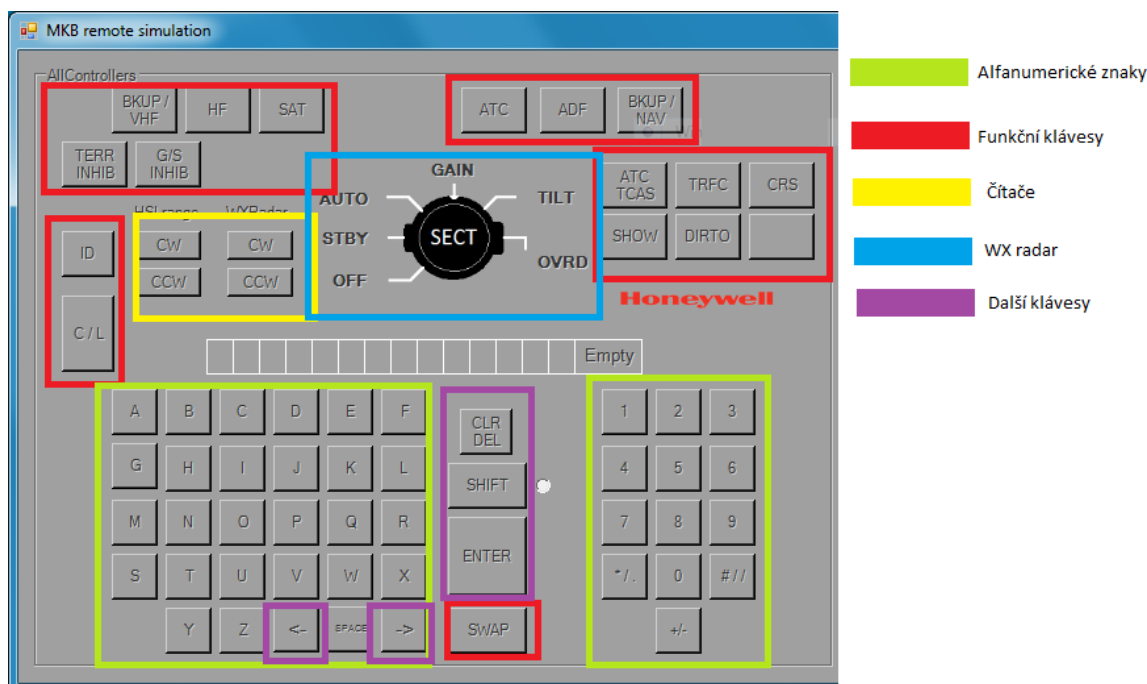 MKB remote simulation
AllControllers
BKUP /
VHF
HF
SAT
ATC
ADF
BKUP /
NAV
TERR
INHIB
G/S
INHIB
GAIN
AUTO
TILT
STBY
SECT
OFF
OVRD
ATC
TCAS
TRFC
CRS
SHOW
DIRTO
HSI range
WXRadar
CW
CW
CCW
CCW
ID
C / L
Honeywell
Empty
A B C D E F
G H I J K L
M N O P Q R
S T U V W X
Y Z <- SPACE ->
CLR
DEL
SHIFT
ENTER
SWAP
1 2 3
4 5 6
7 8 9
* / . 0 # / /
+/-
Alfanumerické znaky
Funkční klávesy
Čítače
WX radar
Další klávesy